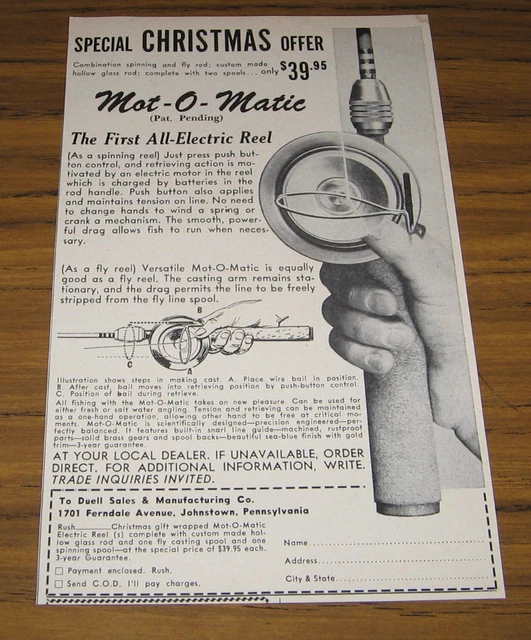 SPECIAL CHRISTMAS OFFER
Combination spinning and fly rod; custom made
hollow glass rod; complete with two spools... only $39.95
Mot-O-Matic
(Pat. Pending)
The First All-Electric Reel
(As a spinning reel) Just press push but-
ton control, and retrieving action is mo-
tivated by an electric motor in the reel
which is charged by batteries in the
rod handle. Push button also applies
and maintains tension on line. No need
to change hands to wind a spring or
crank a mechanism. The smooth, power-
ful drag allows fish to run when neces-
sary.
(As a fly reel) Versatile Mot-O-Matic is equally
good as a fly reel. The casting arm remains sta-
tionary, and the drag permits the line to be freely
stripped from the fly line spool.
B
C
A
Illustration shows steps in making cast. A. Place wire bail in position.
B. After cast, bail moves into retrieving position by push-button control.
C. Position of bail during retrieve.
All fishing with the Mot-O-Matic takes on new pleasure. Can be used for
either fresh or salt water angling. Tension and retrieving can be maintained
as a one-hand operation, allowing other hand to be free at critical mo-
ments. Mot-O-Matic is scientifically designed—precision engineered—per-
fectly balanced. It features built-in snarl line guide—machined, rustproof
parts—solid brass gears and spool backs—beautiful sea-blue finish with gold
trim—3-year guarantee.
AT YOUR LOCAL DEALER. IF UNAVAILABLE, ORDER
DIRECT. FOR ADDITIONAL INFORMATION, WRITE.
TRADE INQUIRIES INVITED.
To Duell Sales & Manufacturing Co.
1701 Ferndale Avenue, Johnstown, Pennsylvania
Rush........Christmas gift wrapped Mot-O-Matic
Electric Reel (s) complete with custom made hol-
low glass rod and one fly casting spool and one
spinning spool—at the special price of $39.95 each.
3-year Guarantee.
Payment enclosed. Rush.
Send C.O.D. I'll pay charges.
Name
Address
City & State